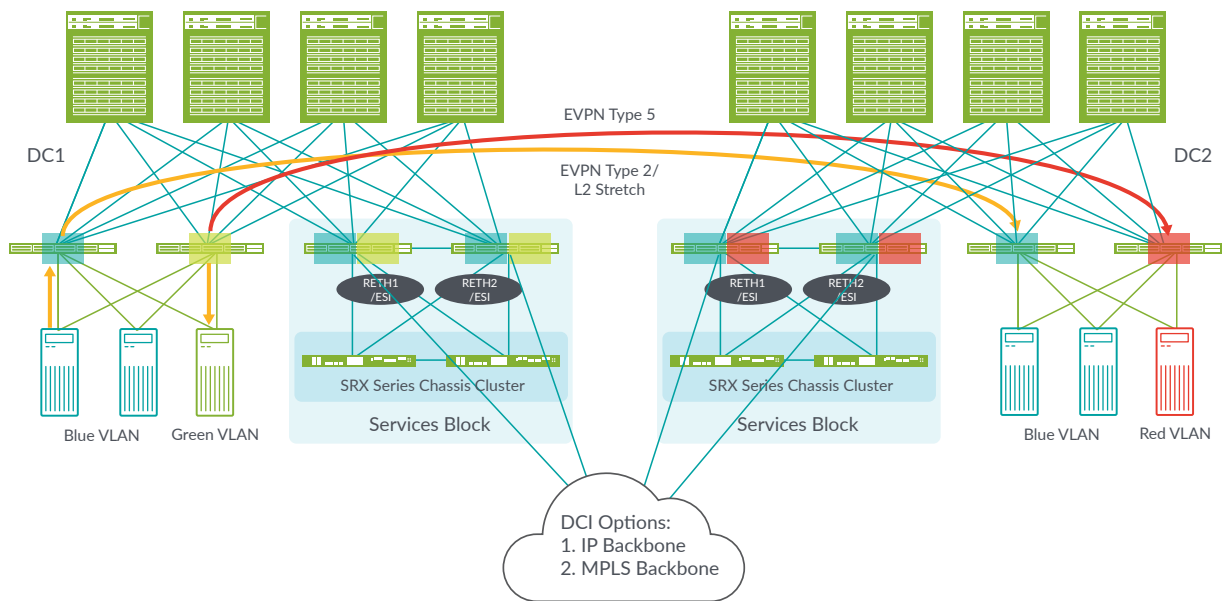 EVPN Type 5
DC1
EVPN Type 2/
L2 Stretch
DC2
RETH1
/ESI
RETH2
/ESI
RETH1
/ESI
RETH2
/ESI
SRX Series Chassis Cluster
SRX Series Chassis Cluster
Services Block
Services Block
Blue VLAN
Green VLAN
Blue VLAN
Red VLAN
DCI Options:
1. IP Backbone
2. MPLS Backbone